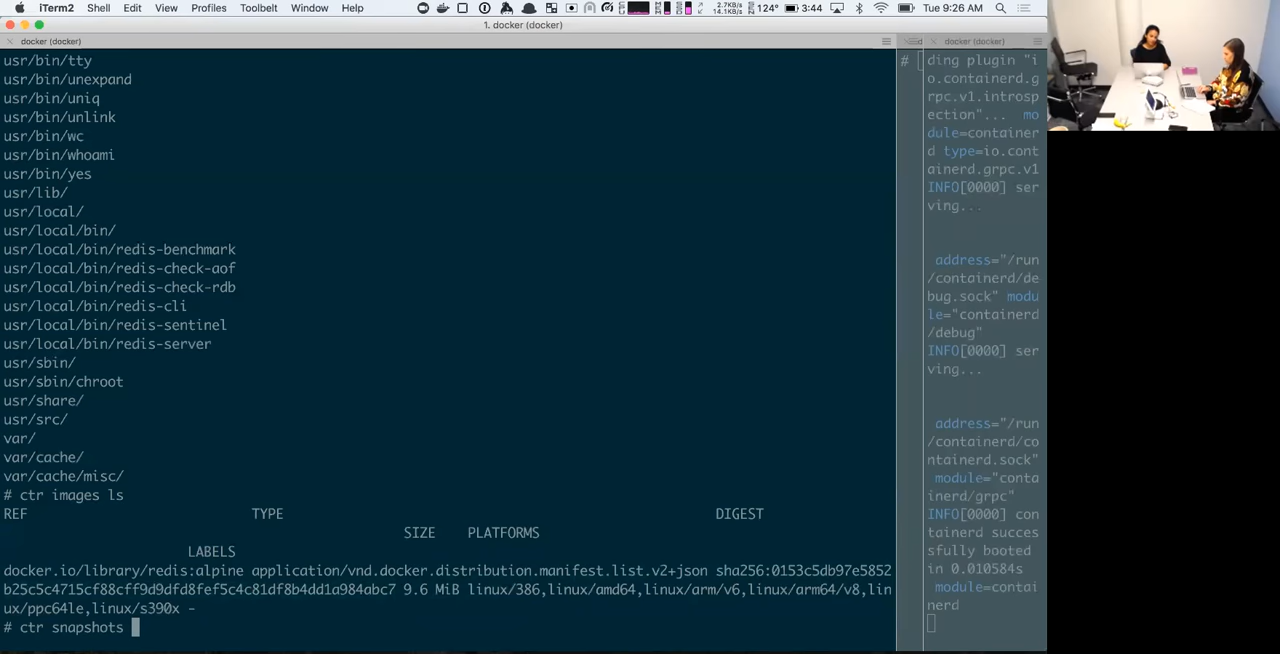 iTerm2 Shell Edit View Profiles Toolbelt Window Help 2.7KB/s 14.1KB/s 124° 3:44 Tue 9:26 AM
1. docker (docker)
docker (docker)
usr/bin/tty
usr/bin/unexpand
usr/bin/uniq
usr/bin/unlink
usr/bin/wc
usr/bin/whoami
usr/bin/yes
usr/lib/
usr/local/
usr/local/bin/
usr/local/bin/redis-benchmark
usr/local/bin/redis-check-aof
usr/local/bin/redis-check-rdb
usr/local/bin/redis-cli
usr/local/bin/redis-sentinel
usr/local/bin/redis-server
usr/sbin/
usr/sbin/chroot
usr/share/
usr/src/
var/
var/cache/
var/cache/misc/
# ctr images ls
REF TYPE DIGEST
SIZE PLATFORMS
LABELS
docker.io/library/redis:alpine application/vnd.docker.distribution.manifest.list.v2+json sha256:0153c5db97e5852
b25c5c4715cf88cff9d9dfd8fef5c4c81df8b4dd1a984abc7 9.6 MiB linux/386,linux/amd64,linux/arm/v6,linux/arm64/v8,lin
ux/ppc64le,linux/s390x -
# ctr snapshots
#
docker (docker)
ding plugin "i
o.containerd.g
rpc.v1.introsp
ection"... mo
dule=container
d type=io.cont
ainerd.grpc.v1
INFO[0000] ser
ving...
address="/run
/containerd/de
bug.sock" modu
le="containerd
/debug"
INFO[0000] ser
ving...
address="/run
/containerd/co
ntainerd.sock"
module="conta
inerd/grpc"
INFO[0000] con
tainerd succes
sfully booted
in 0.010584s
module=contai
nerd